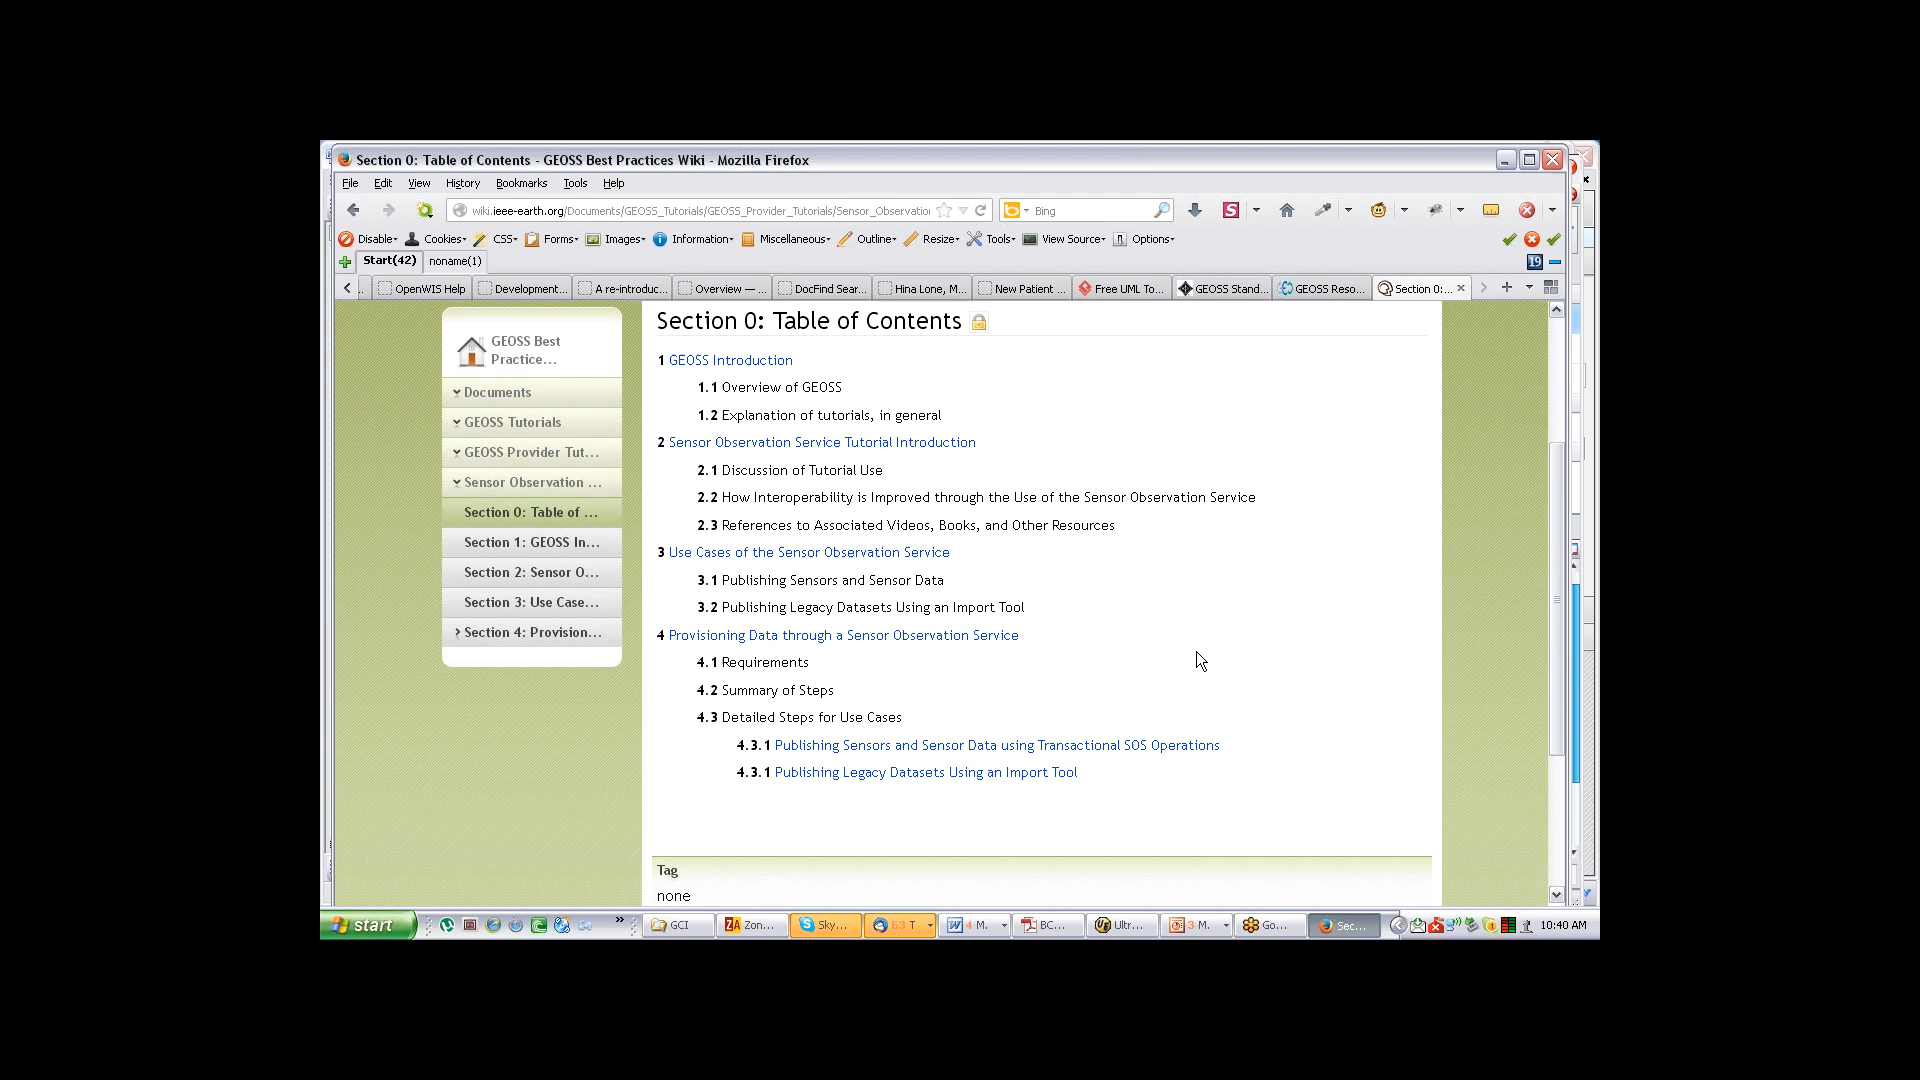 Section 0: Table of Contents - GEOSS Best Practices Wiki - Mozilla Firefox
File Edit View History Bookmarks Tools Help
wiki.ieee-earth.org/Documents/GEOSS_Tutorials/GEOSS_Provider_Tutorials/Sensor_Observation
Bing
Disable Cookies CSS Forms Images Information Miscellaneous Outline Resize Tools View Source Options
Start(42) noname(1) 19
OpenWIS Help Development... A re-introduc... Overview — ... DocFind Sear... Hina Lone, M... New Patient ... Free UML To... GEOSS Stand... GEOSS Reso... Section 0:...
GEOSS Best
Practice...
Documents
GEOSS Tutorials
GEOSS Provider Tut...
Sensor Observation ...
Section 0: Table of ...
Section 1: GEOSS In...
Section 2: Sensor O...
Section 3: Use Case...
Section 4: Provision...
Section 0: Table of Contents
1 GEOSS Introduction
1.1 Overview of GEOSS
1.2 Explanation of tutorials, in general
2 Sensor Observation Service Tutorial Introduction
2.1 Discussion of Tutorial Use
2.2 How Interoperability is Improved through the Use of the Sensor Observation Service
2.3 References to Associated Videos, Books, and Other Resources
3 Use Cases of the Sensor Observation Service
3.1 Publishing Sensors and Sensor Data
3.2 Publishing Legacy Datasets Using an Import Tool
4 Provisioning Data through a Sensor Observation Service
4.1 Requirements
4.2 Summary of Steps
4.3 Detailed Steps for Use Cases
4.3.1 Publishing Sensors and Sensor Data using Transactional SOS Operations
4.3.1 Publishing Legacy Datasets Using an Import Tool
Tag
none
start GCI ZA Zon... Sky... 63 T 4 M. BC... Ultr... 3 M. Go... Sec... 10:40 AM